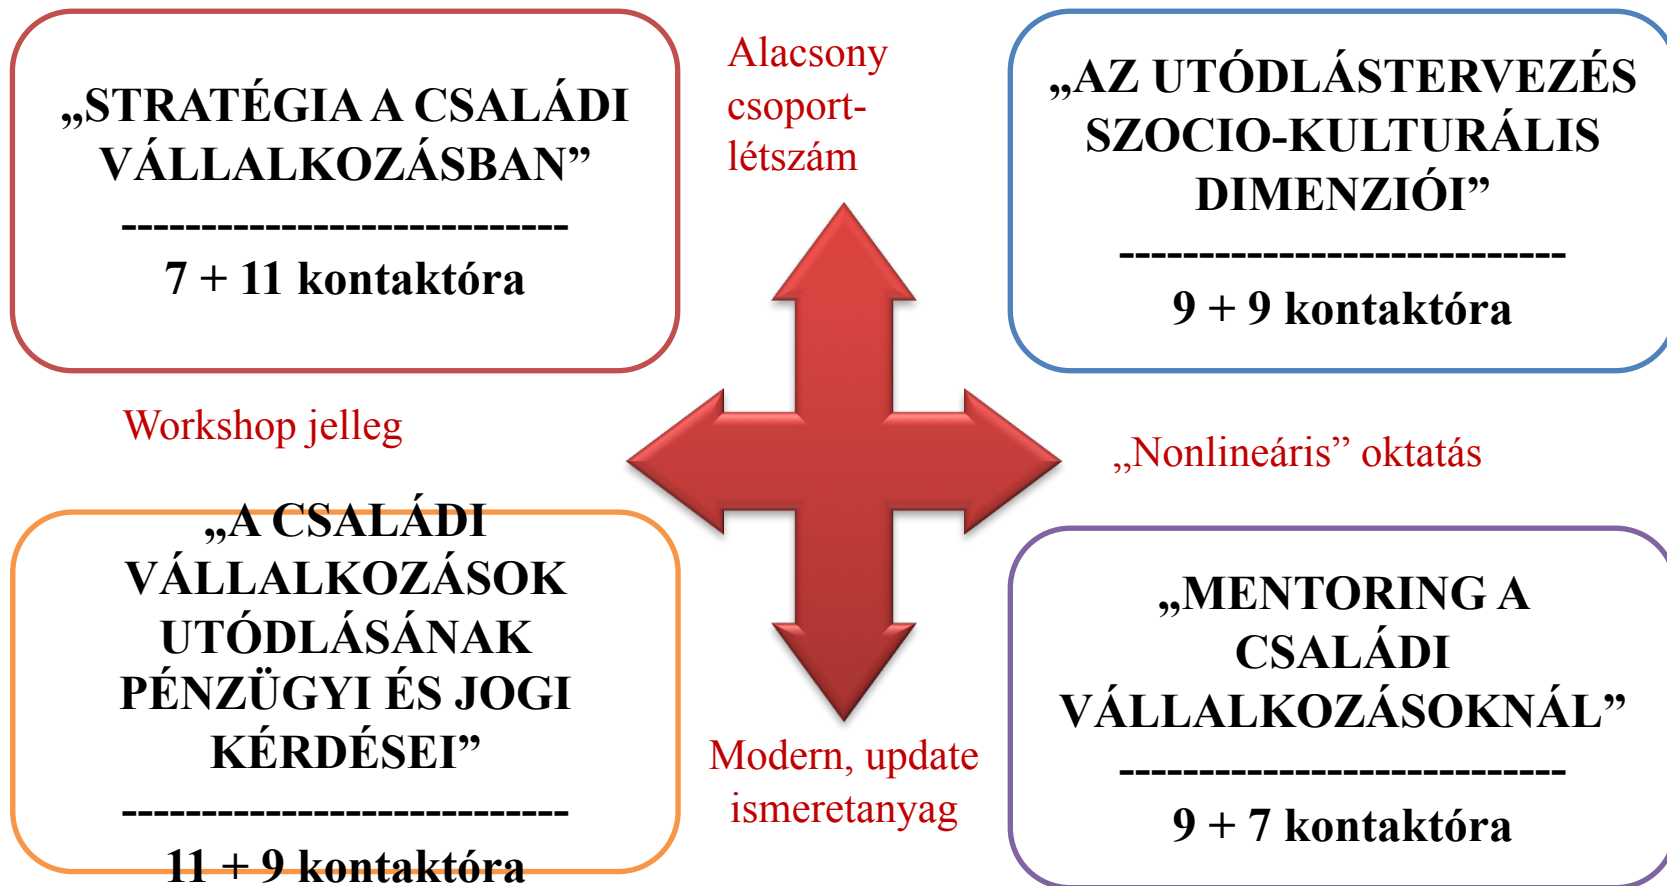 „STRATÉGIA A CSALÁDI
VÁLLALKOZÁSBAN”
----------------------------
7 + 11 kontaktóra
Alacsony
csoport-
létszám
„AZ UTÓDLÁSTERVEZÉS
SZOCIO-KULTURÁLIS
DIMENZIÓI”
----------------------------
9 + 9 kontaktóra
Workshop jelleg
„Nonlineáris” oktatás
„A CSALÁDI
VÁLLALKOZÁSOK
UTÓDLÁSÁNAK
PÉNZÜGYI ÉS JOGI
KÉRDÉSEI”
----------------------------
11 + 9 kontaktóra
Modern, update
ismeretanyag
„MENTORING A
CSALÁDI
VÁLLALKOZÁSOKNÁL”
----------------------------
9 + 7 kontaktóra